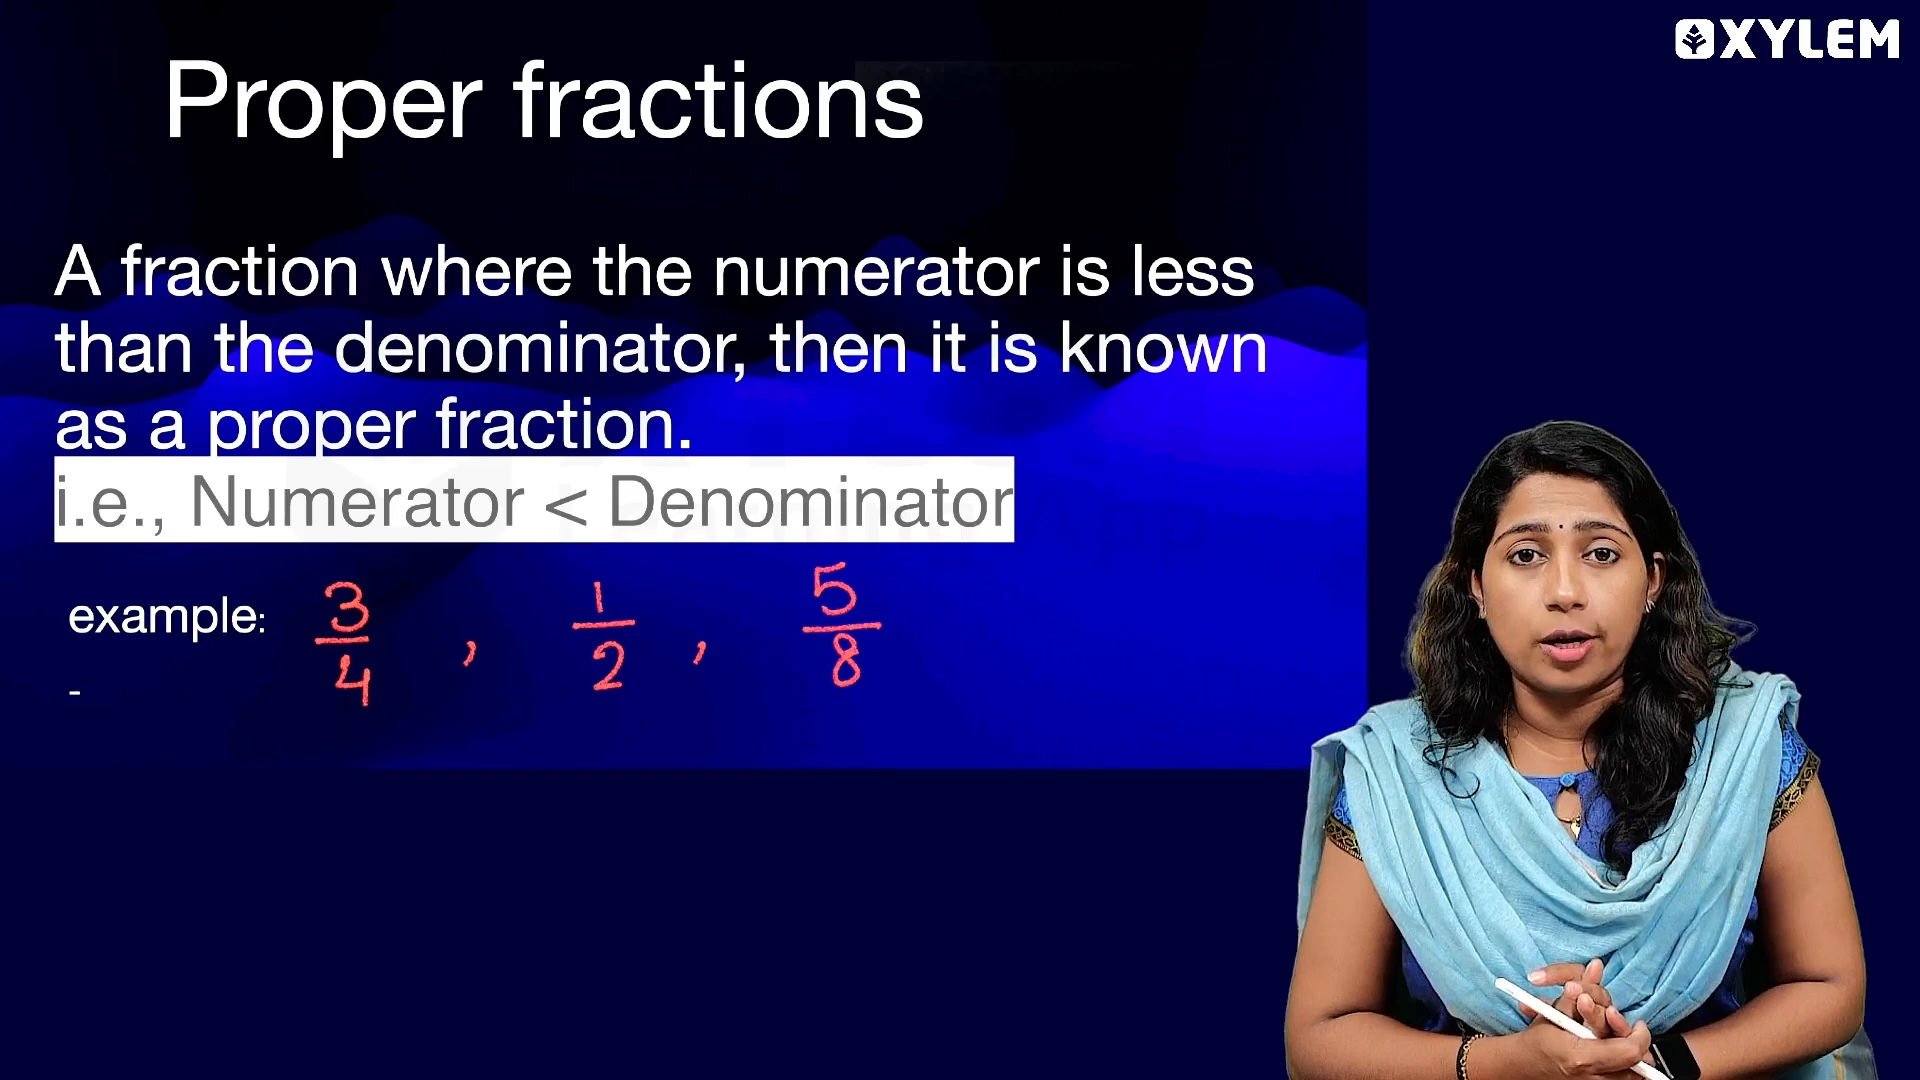 XYLEM
Proper fractions
A fraction where the numerator is less
than the denominator, then it is known
as a proper fraction.
i.e., Numerator < Denominator
example: 3/4 , 1/2 , 5/8
-